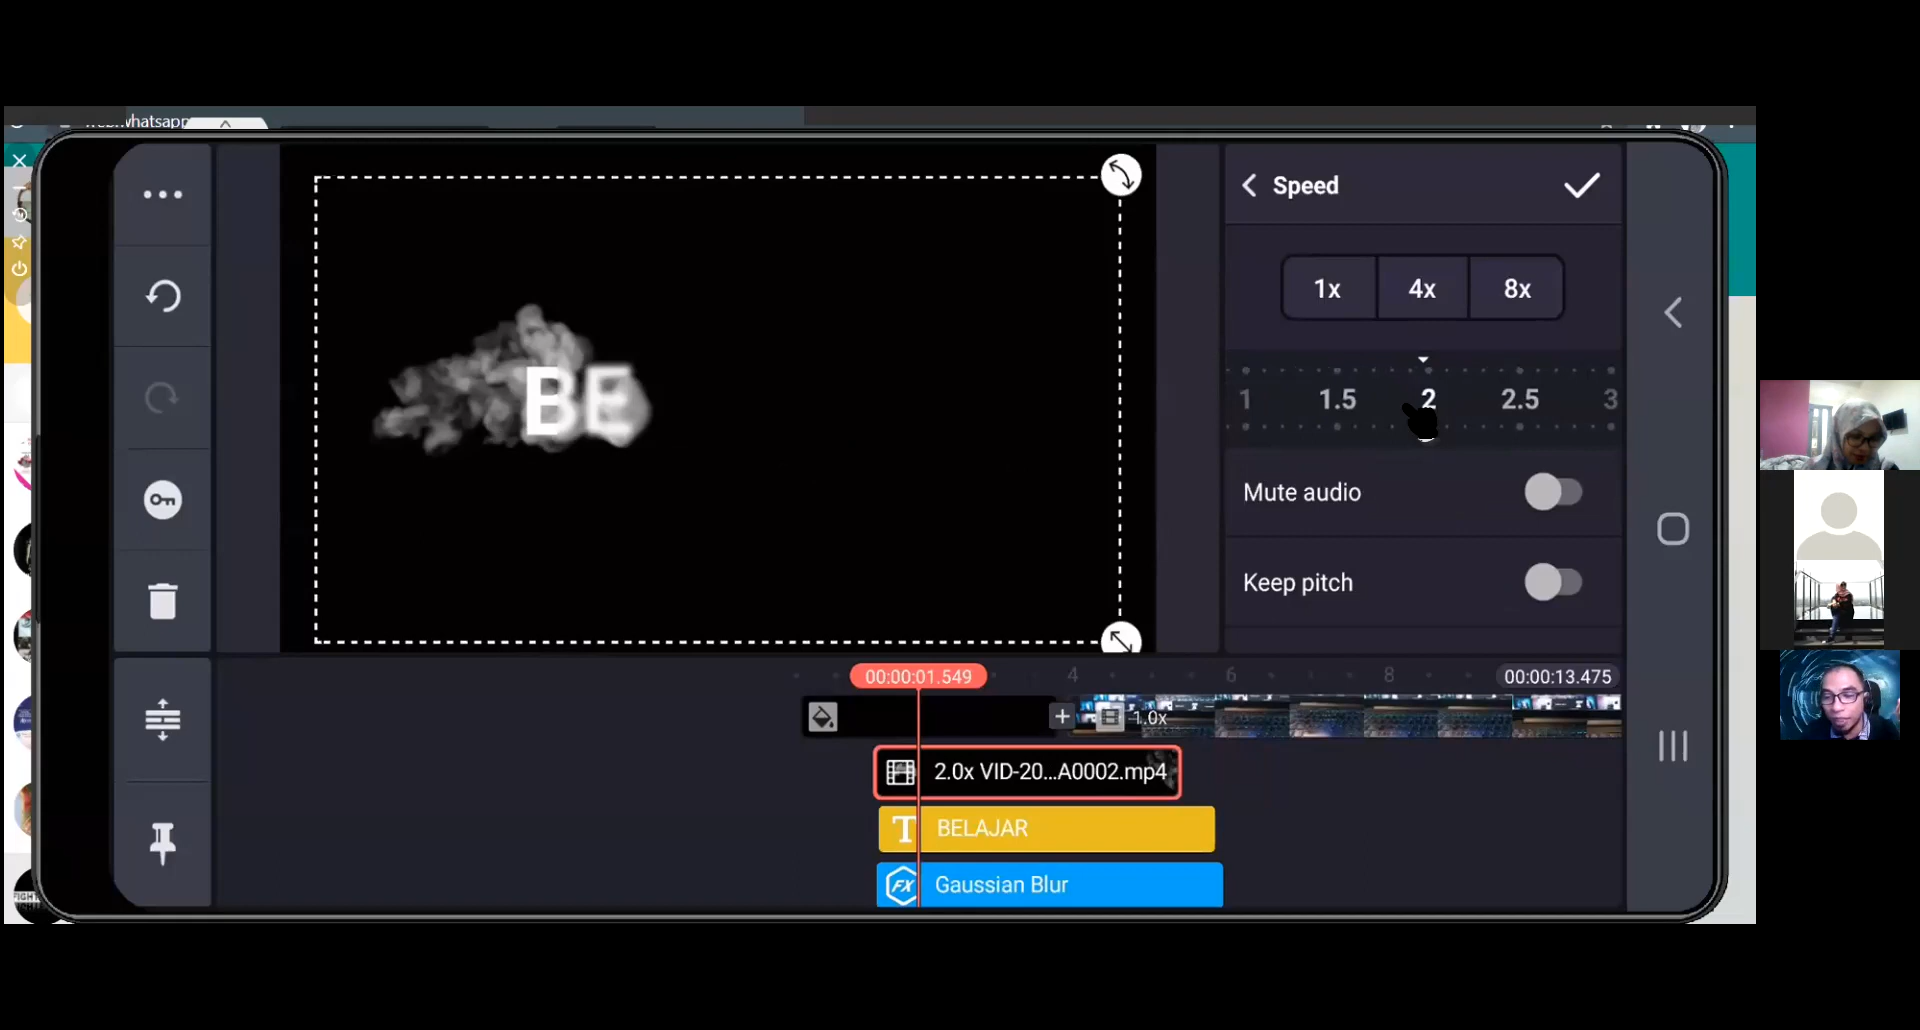 whatsapp
Speed
1x 4x 8x
1 1.5 2 2.5 3
Mute audio
Keep pitch
BE
00:00:01.549 4 6 8 00:00:13.475
1.0x
2.0x VID-20...A0002.mp4
T BELAJAR
FX Gaussian Blur